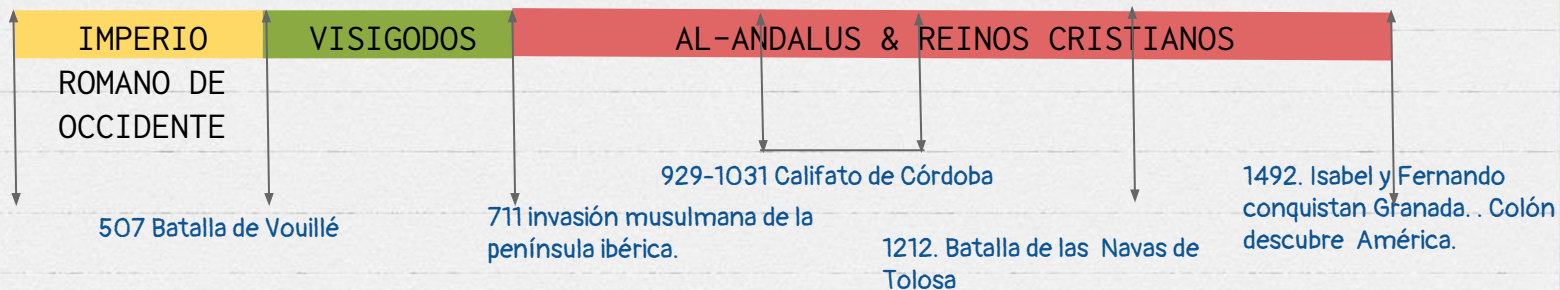 IMPERIO
ROMANO DE
OCCIDENTE
VISIGODOS
AL-ANDALUS & REINOS CRISTIANOS
507 Batalla de Vouillé
711 invasión musulmana de la
península ibérica.
929-1031 Califato de Córdoba
1212. Batalla de las Navas de
Tolosa
1492. Isabel y Fernando
conquistan Granada. . Colón
descubre América.